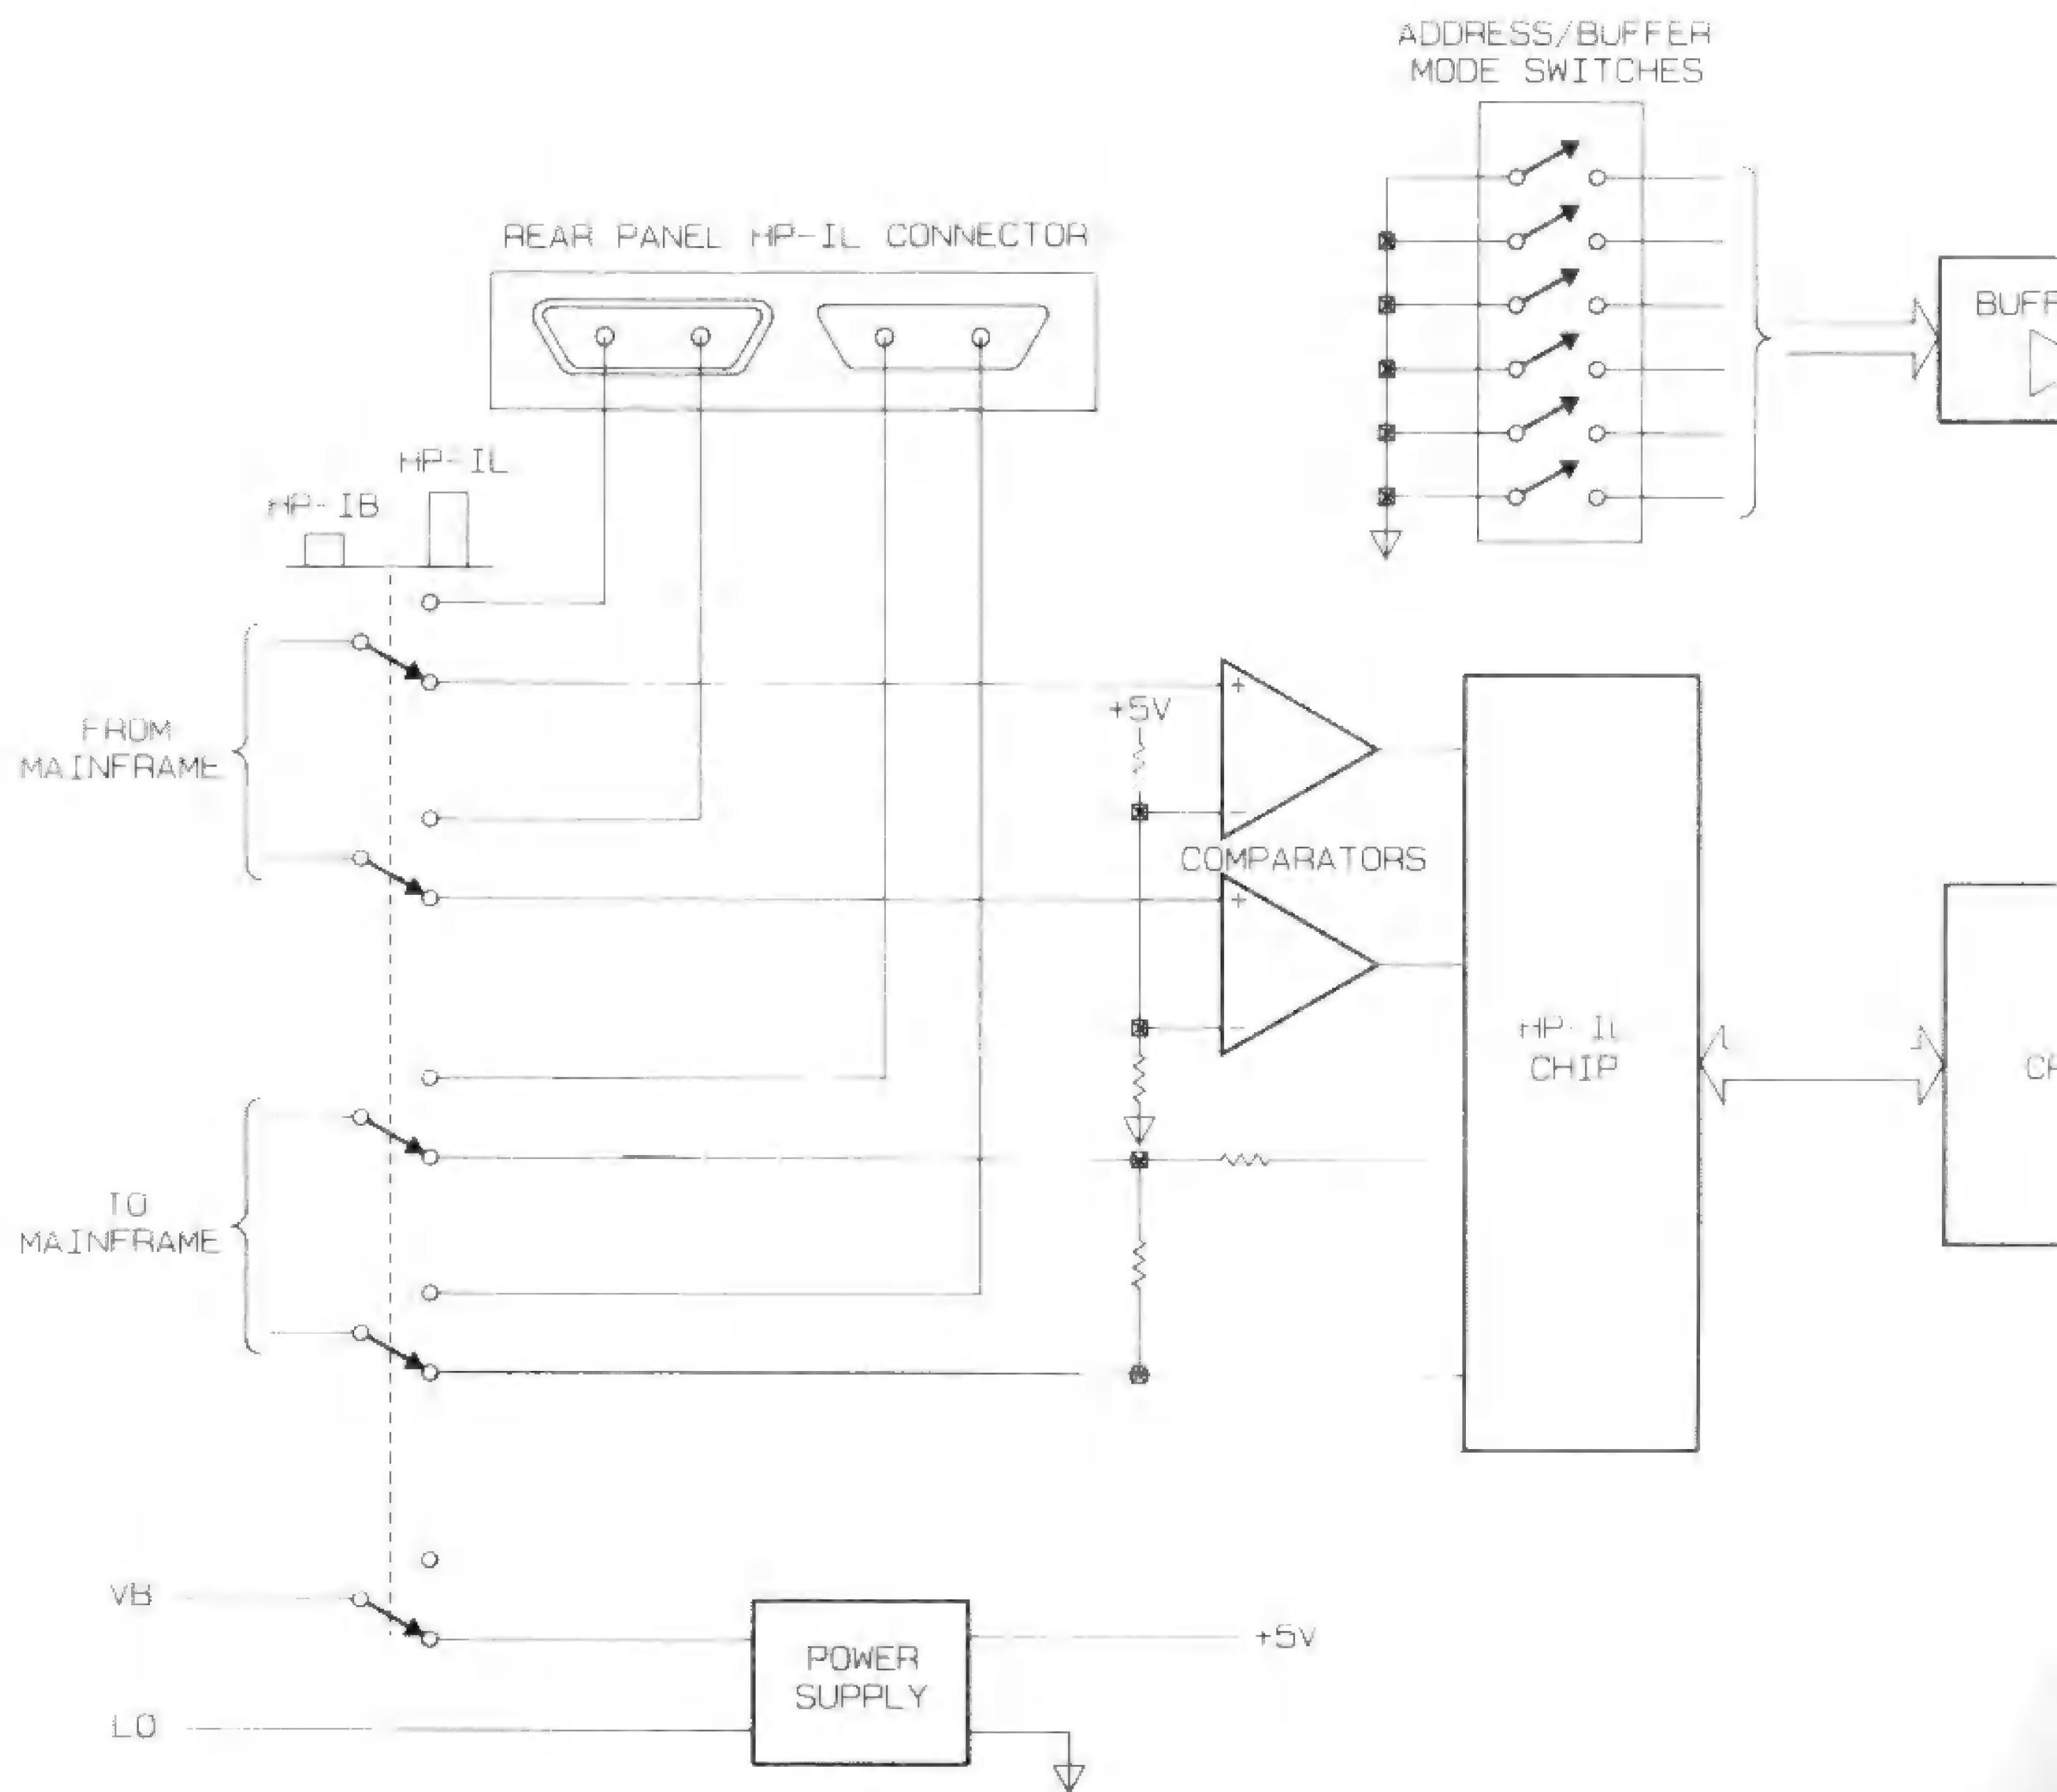 ADDRESS/BUFFER
MODE SWITCHES
REAR PANEL HP-IL CONNECTOR
BUFF
HP-IL
HP-IB
FROM
MAINFRAME
+5V
+
-
COMPARATORS
+
-
HP-IL
CHIP
TO
MAINFRAME
VB
POWER
SUPPLY
+5V
LO